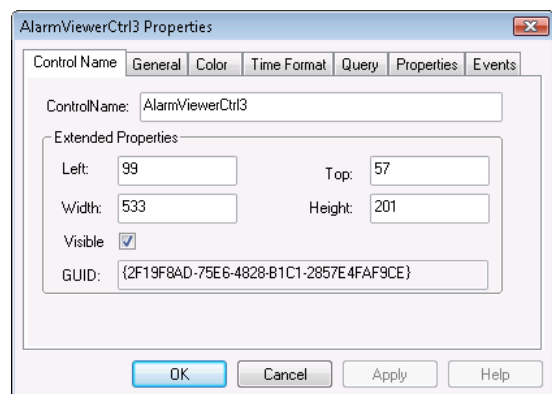 AlarmViewerCtrl3 Properties
Control Name General Color Time Format Query Properties Events
ControlName: AlarmViewerCtrl3
Extended Properties
Left: 99 Top: 57
Width: 533 Height: 201
Visible
GUID: {2F19F8AD-75E6-4828-B1C1-2857E4FAF9CE}
OK Cancel Apply Help